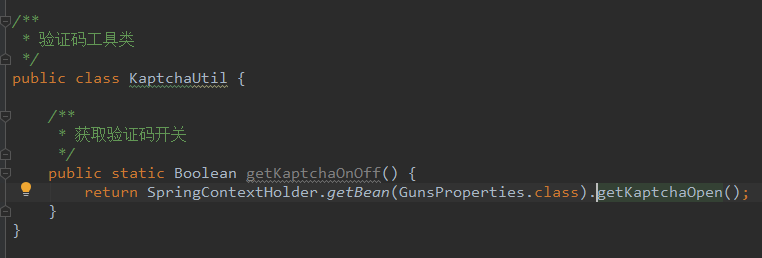 /**
 * 验证码工具类
 */
public class KaptchaUtil {
    /**
     * 获取验证码开关
     */
    public static Boolean getKaptchaOnOff() {
        return SpringContextHolder.getBean(GunsProperties.class).getKaptchaOpen();
    }
}